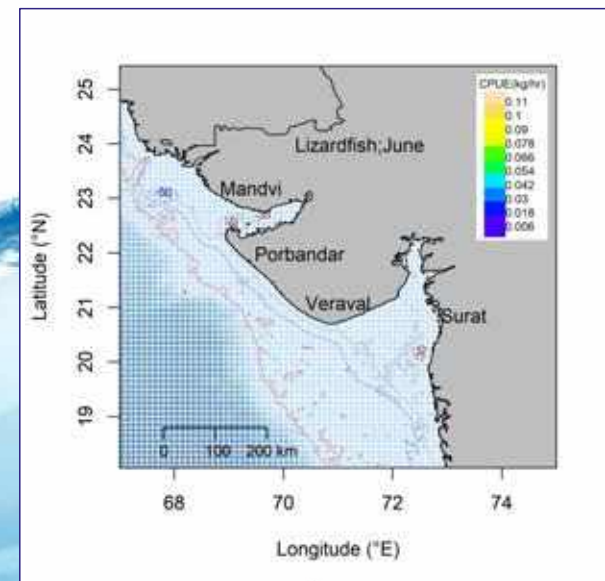 CPUE(kg/hr)
0.11
0.1
0.09
0.078
0.066
0.054
0.042
0.03
0.018
0.006
Lizardfish;June
Mandvi
Porbandar
Veraval
Surat
-50
0 100 200 km
25
24
23
22
21
20
19
Latitude (°N)
68 70 72 74
Longitude (°E)